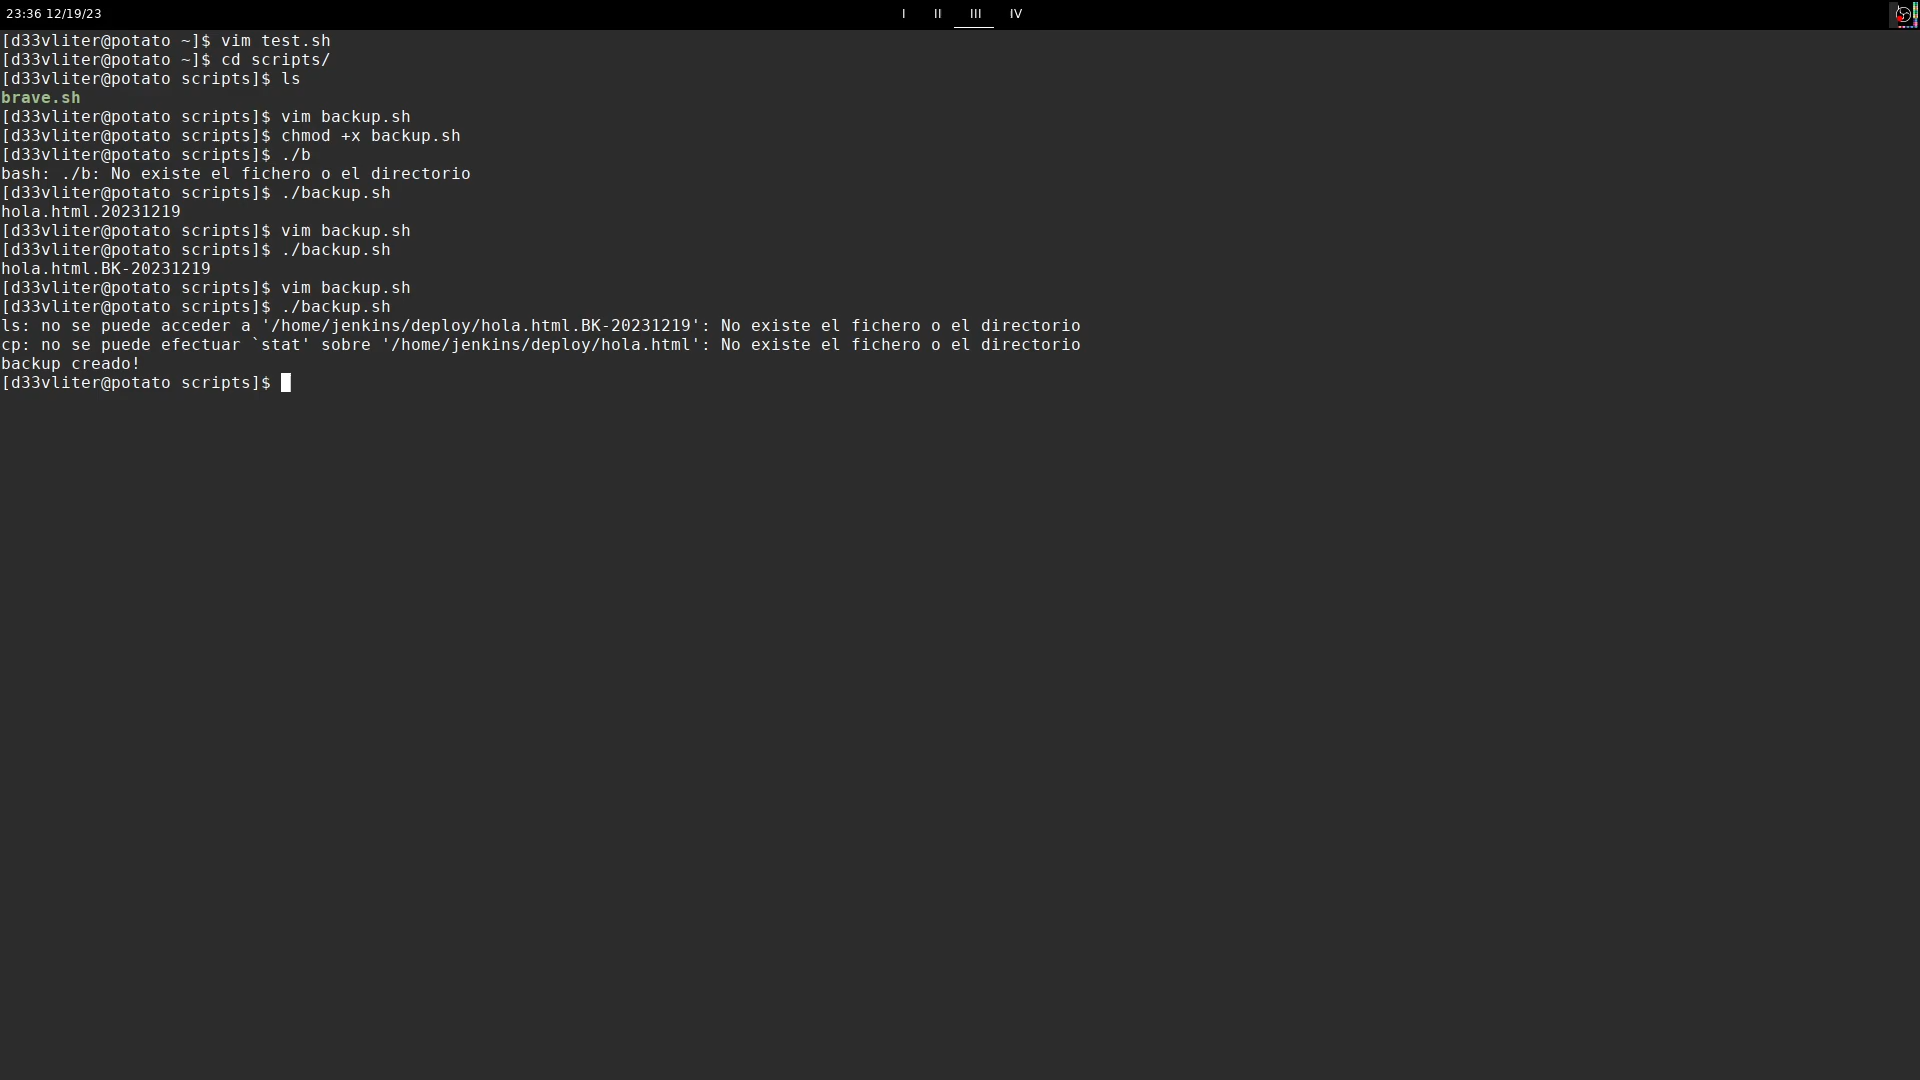 23:36 12/19/23 I II III IV
[d33vliter@potato ~]$ vim test.sh
[d33vliter@potato ~]$ cd scripts/
[d33vliter@potato scripts]$ ls
brave.sh
[d33vliter@potato scripts]$ vim backup.sh
[d33vliter@potato scripts]$ chmod +x backup.sh
[d33vliter@potato scripts]$ ./b
bash: ./b: No existe el fichero o el directorio
[d33vliter@potato scripts]$ ./backup.sh
hola.html.20231219
[d33vliter@potato scripts]$ vim backup.sh
[d33vliter@potato scripts]$ ./backup.sh
hola.html.BK-20231219
[d33vliter@potato scripts]$ vim backup.sh
[d33vliter@potato scripts]$ ./backup.sh
ls: no se puede acceder a '/home/jenkins/deploy/hola.html.BK-20231219': No existe el fichero o el directorio
cp: no se puede efectuar `stat' sobre '/home/jenkins/deploy/hola.html': No existe el fichero o el directorio
backup creado!
[d33vliter@potato scripts]$